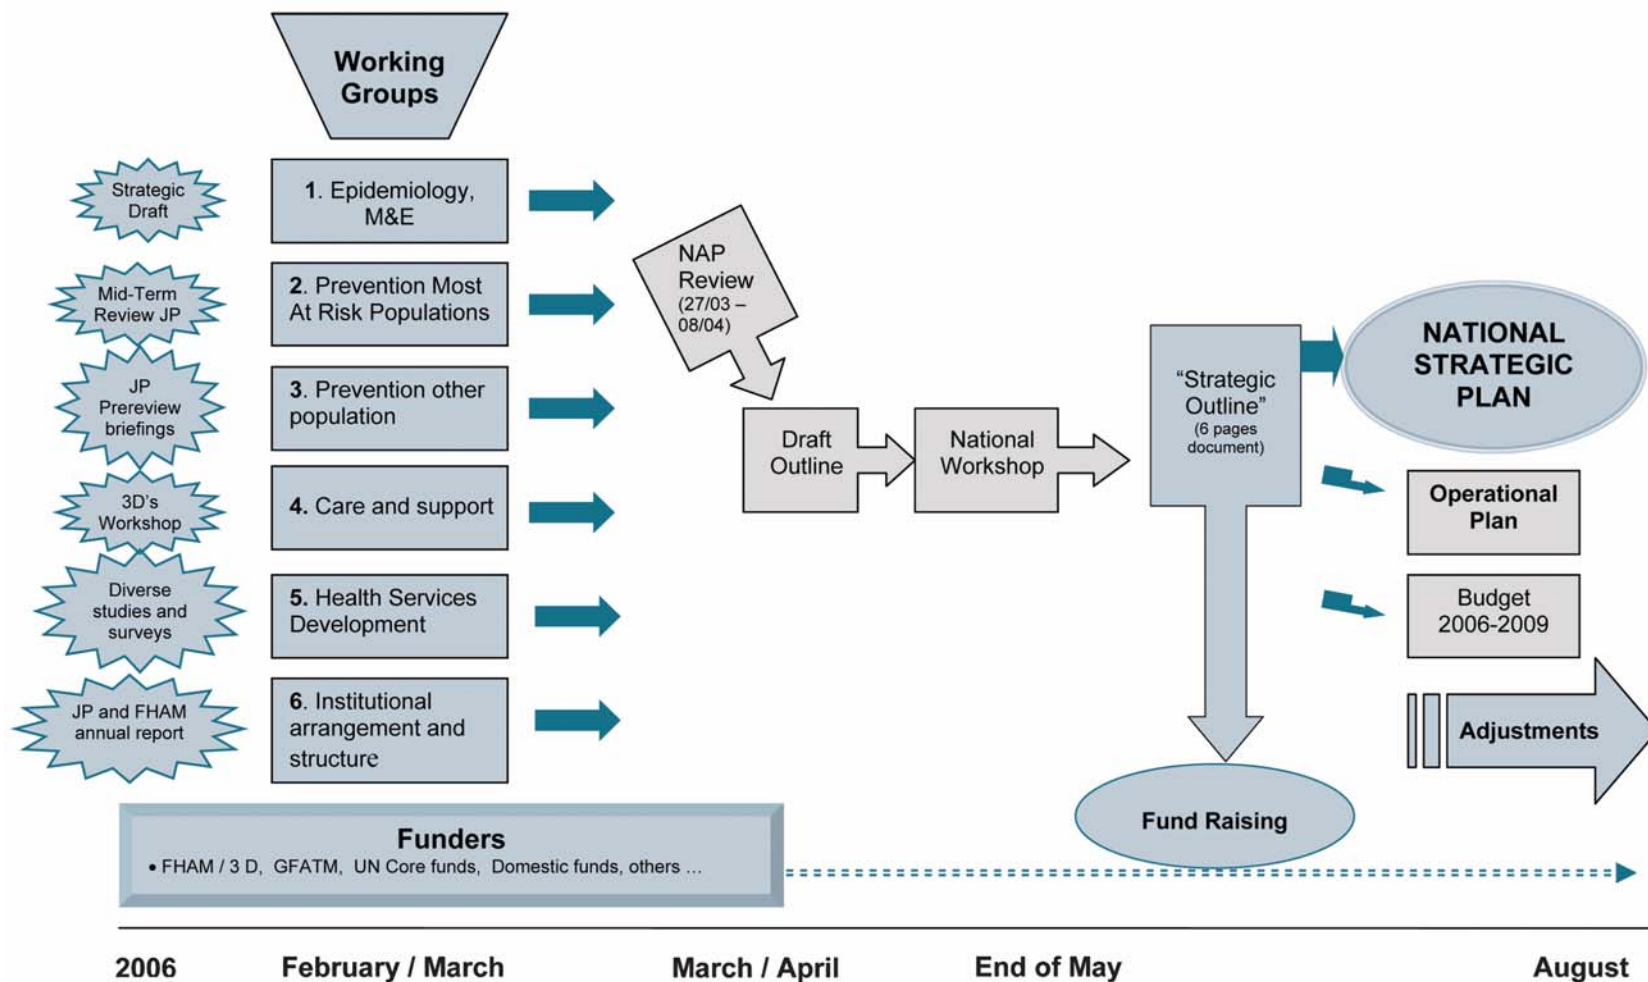 Working
Groups
Strategic
Draft
1. Epidemiology,
M&E
Mid-Term
Review JP
2. Prevention Most
At Risk Populations
JP
Prereview
briefings
3. Prevention other
population
3D's
Workshop
4. Care and support
Diverse
studies and
surveys
5. Health Services
Development
JP and FHAM
annual report
6. Institutional
arrangement and
structure
NAP
Review
(27/03 –
08/04)
Draft
Outline
National
Workshop
“Strategic
Outline”
(6 pages
document)
NATIONAL
STRATEGIC
PLAN
Operational
Plan
Budget
2006-2009
Adjustments
Fund Raising
Funders
• FHAM / 3 D, GFATM, UN Core funds, Domestic funds, others ...
2006 February / March March / April End of May August